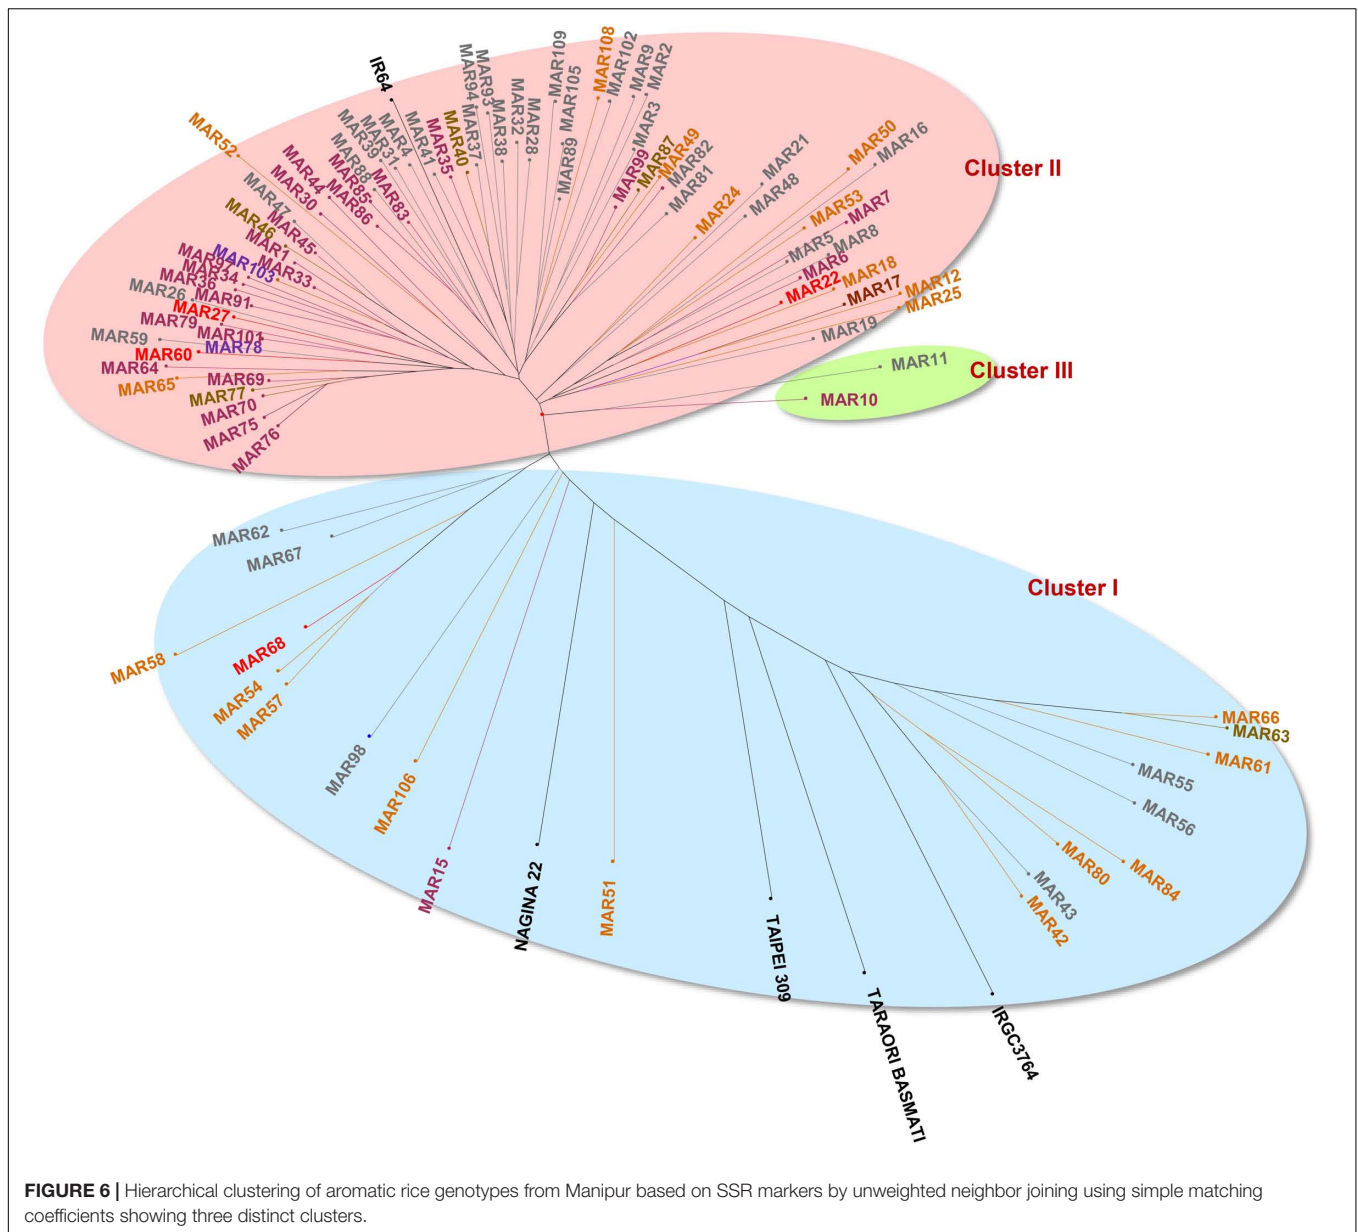 MAR109
MAR108
MAR102
MAR9
MAR2
IR64
MAR94
MAR93
MAR32
MAR28
MAR105
MAR52
MAR39
MAR31
MAR4
MAR41
MAR35
MAR40
MAR37
MAR38
MAR89
MAR3
MAR99
MAR87
MAR49
MAR82
MAR81
MAR21
MAR50
MAR16
Cluster II
MAR88
MAR44
MAR30
MAR85
MAR86
MAR83
MAR48
MAR24
MAR53
MAR7
MAR47
MAR46
MAR45
MAR1
MAR5
MAR8
MAR6
MAR97
MAR103
MAR34
MAR33
MAR36
MAR26
MAR91
MAR22
MAR18
MAR17
MAR12
MAR25
MAR27
MAR79
MAR101
MAR59
MAR78
MAR60
MAR19
MAR64
MAR65
MAR69
MAR77
MAR70
MAR75
MAR76
MAR11
Cluster III
MAR10
MAR62
MAR67
Cluster I
MAR58
MAR68
MAR54
MAR57
MAR98
MAR106
MAR15
NAGINA 22
MAR51
TAIPEI 309
TARAORI BASMATI
IRGC3764
MAR66
MAR63
MAR61
MAR55
MAR56
MAR80
MAR84
MAR43
MAR42
FIGURE 6 | Hierarchical clustering of aromatic rice genotypes from Manipur based on SSR markers by unweighted neighbor joining using simple matching
coefficients showing three distinct clusters.